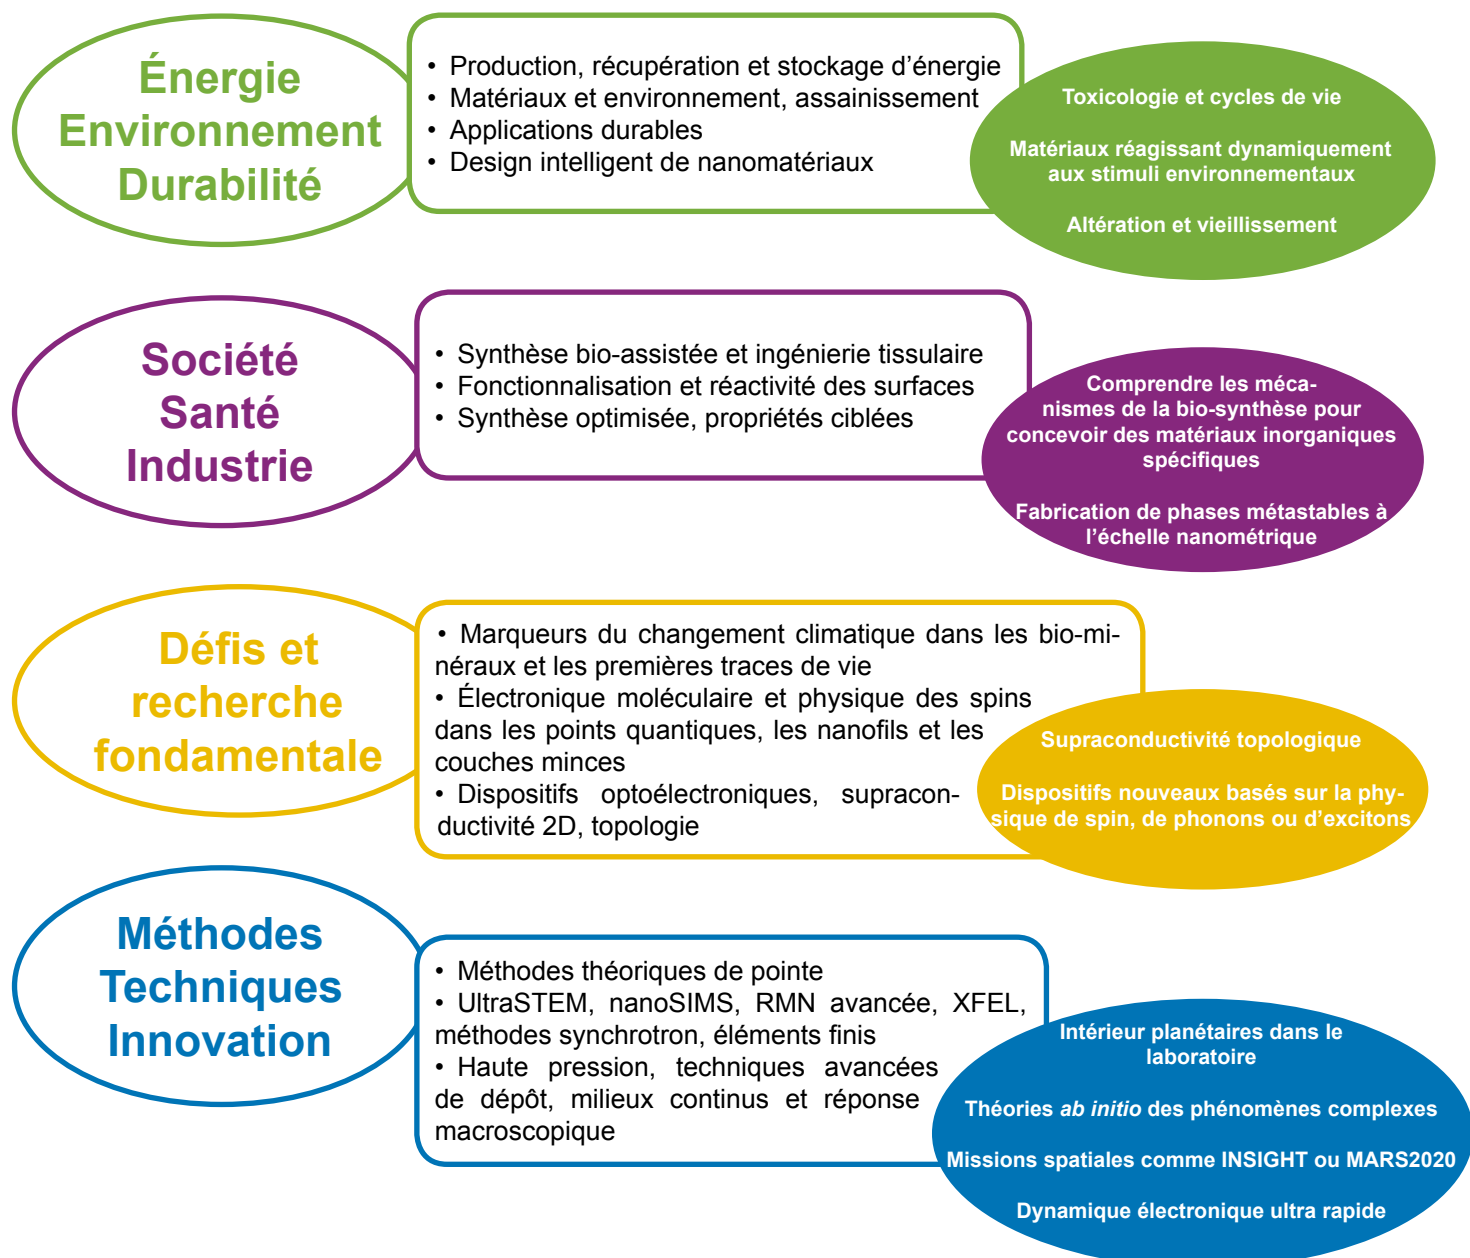 Énergie
Environnement
Durabilité
• Production, récupération et stockage d’énergie
• Matériaux et environnement, assainissement
• Applications durables
• Design intelligent de nanomatériaux
Toxicologie et cycles de vie
Matériaux réagissant dynamiquement
aux stimuli environnementaux
Altération et vieillissement
Société
Santé
Industrie
• Synthèse bio-assistée et ingénierie tissulaire
• Fonctionnalisation et réactivité des surfaces
• Synthèse optimisée, propriétés ciblées
Comprendre les méca-
nismes de la bio-synthèse pour
concevoir des matériaux inorganiques
spécifiques
Fabrication de phases métastables à
l’échelle nanométrique
Défis et
recherche
fondamentale
• Marqueurs du changement climatique dans les bio-mi-
néraux et les premières traces de vie
• Électronique moléculaire et physique des spins
dans les points quantiques, les nanofils et les
couches minces
• Dispositifs optoélectroniques, supracon-
ductivité 2D, topologie
Supraconductivité topologique
Dispositifs nouveaux basés sur la phy-
sique de spin, de phonons ou d’excitons
Méthodes
Techniques
Innovation
• Méthodes théoriques de pointe
• UltraSTEM, nanoSIMS, RMN avancée, XFEL,
méthodes synchrotron, éléments finis
• Haute pression, techniques avancées
de dépôt, milieux continus et réponse
macroscopique
Intérieur planétaires dans le
laboratoire
Théories ab initio des phénomènes complexes
Missions spatiales comme INSIGHT ou MARS2020
Dynamique électronique ultra rapide